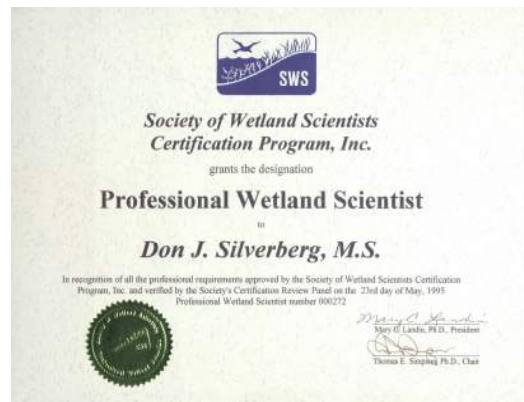 SWS
Society of Wetland Scientists
Certification Program, Inc.
grants the designation
Professional Wetland Scientist
to
Don J. Silverberg, M.S.
In recognition of all the professional requirements approved by the Society of Wetland Scientists Certification
Program, Inc. and verified by the Society's Certification Review Panel on the 23rd day of May, 1995
Professional Wetland Scientist number 000272
Mary C. Landin
Mary C. Landin, Ph.D., President
Thomas E. Ph.D., Chair